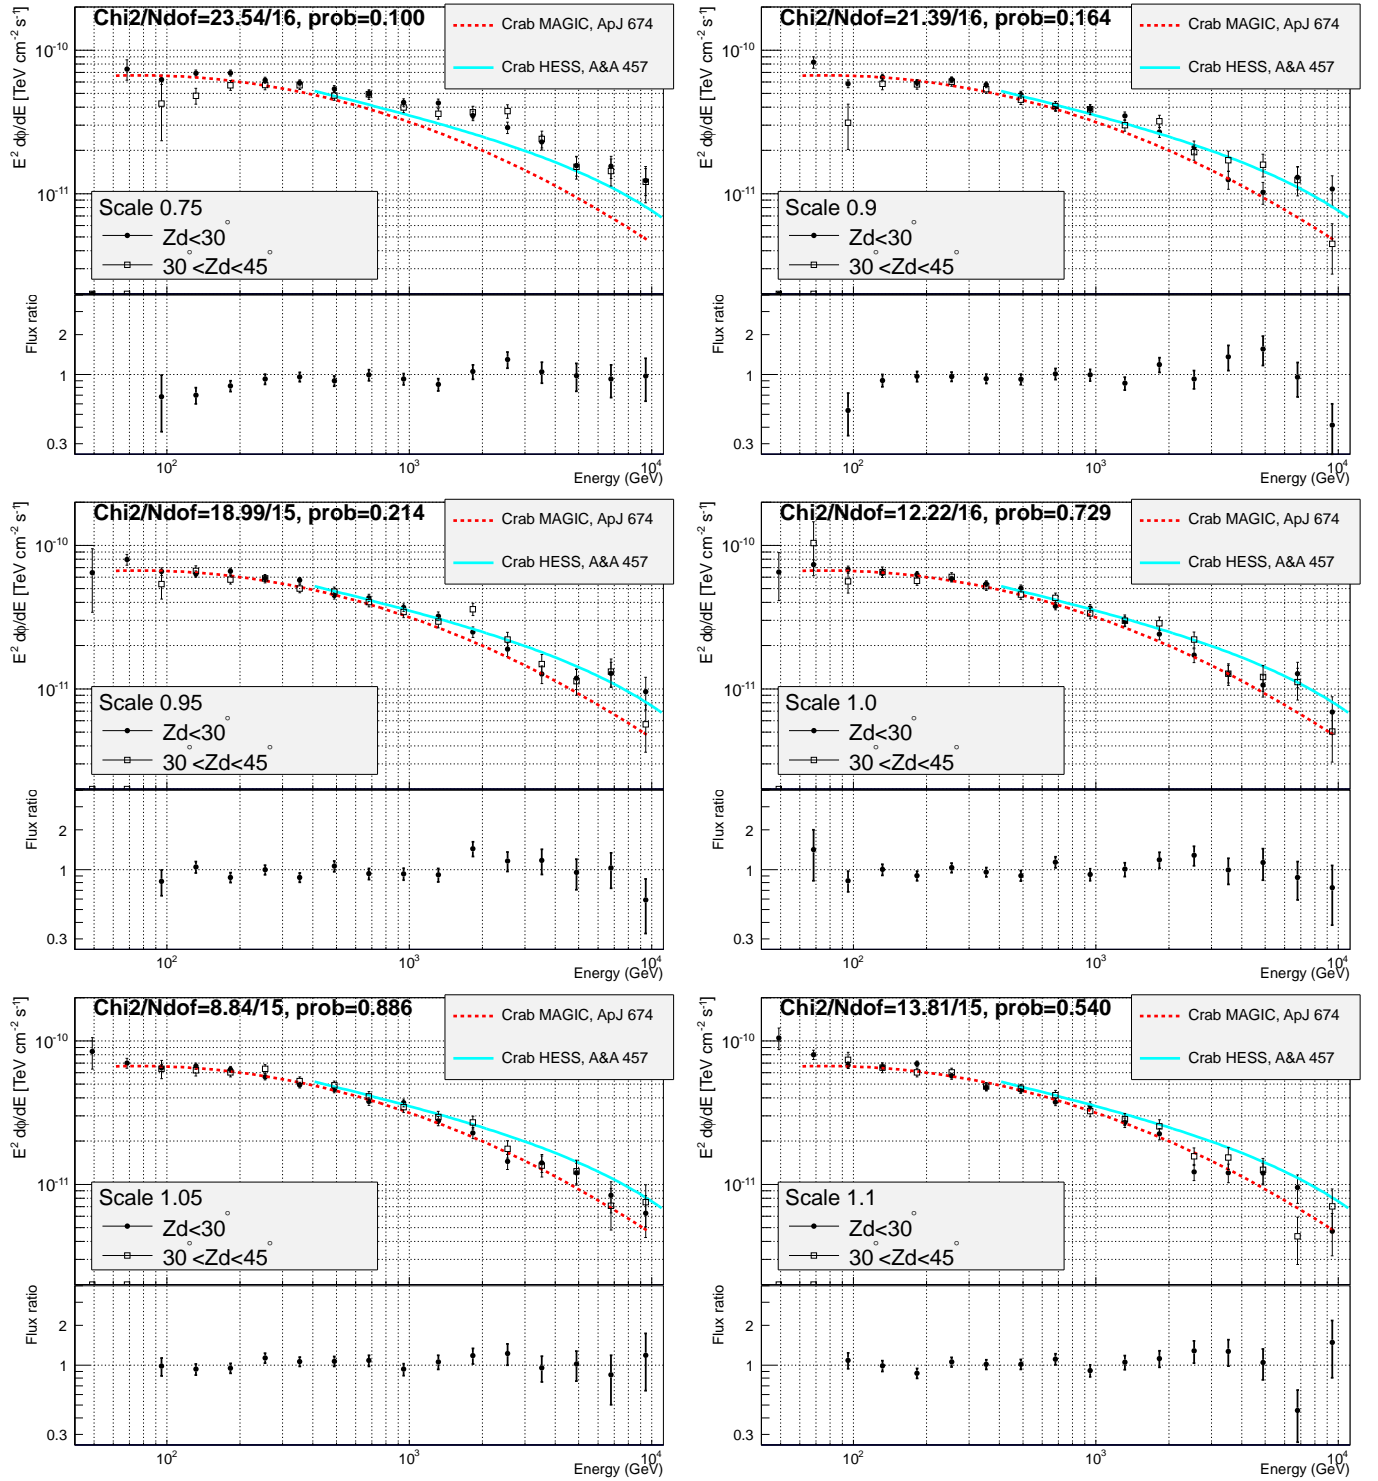 Chi2/Ndof=23.54/16, prob=0.100
Crab MAGIC, ApJ 674
Crab HESS, A&A 457
E² dφ/dE [TeV cm⁻² s⁻¹]
10⁻¹⁰
10⁻¹¹
Scale 0.75
Zd<30°
30°<Zd<45°
Flux ratio
2
1
0.3
10²
10³
10⁴
Energy (GeV)
Chi2/Ndof=21.39/16, prob=0.164
Crab MAGIC, ApJ 674
Crab HESS, A&A 457
E² dφ/dE [TeV cm⁻² s⁻¹]
10⁻¹⁰
10⁻¹¹
Scale 0.9
Zd<30°
30°<Zd<45°
Flux ratio
2
1
0.3
10²
10³
10⁴
Energy (GeV)
Chi2/Ndof=18.99/15, prob=0.214
Crab MAGIC, ApJ 674
Crab HESS, A&A 457
E² dφ/dE [TeV cm⁻² s⁻¹]
10⁻¹⁰
10⁻¹¹
Scale 0.95
Zd<30°
30°<Zd<45°
Flux ratio
2
1
0.3
10²
10³
10⁴
Energy (GeV)
Chi2/Ndof=12.22/16, prob=0.729
Crab MAGIC, ApJ 674
Crab HESS, A&A 457
E² dφ/dE [TeV cm⁻² s⁻¹]
10⁻¹⁰
10⁻¹¹
Scale 1.0
Zd<30°
30°<Zd<45°
Flux ratio
2
1
0.3
10²
10³
10⁴
Energy (GeV)
Chi2/Ndof=8.84/15, prob=0.886
Crab MAGIC, ApJ 674
Crab HESS, A&A 457
E² dφ/dE [TeV cm⁻² s⁻¹]
10⁻¹⁰
10⁻¹¹
Scale 1.05
Zd<30°
30°<Zd<45°
Flux ratio
2
1
0.3
10²
10³
10⁴
Energy (GeV)
Chi2/Ndof=13.81/15, prob=0.540
Crab MAGIC, ApJ 674
Crab HESS, A&A 457
E² dφ/dE [TeV cm⁻² s⁻¹]
10⁻¹⁰
10⁻¹¹
Scale 1.1
Zd<30°
30°<Zd<45°
Flux ratio
2
1
0.3
10²
10³
10⁴
Energy (GeV)